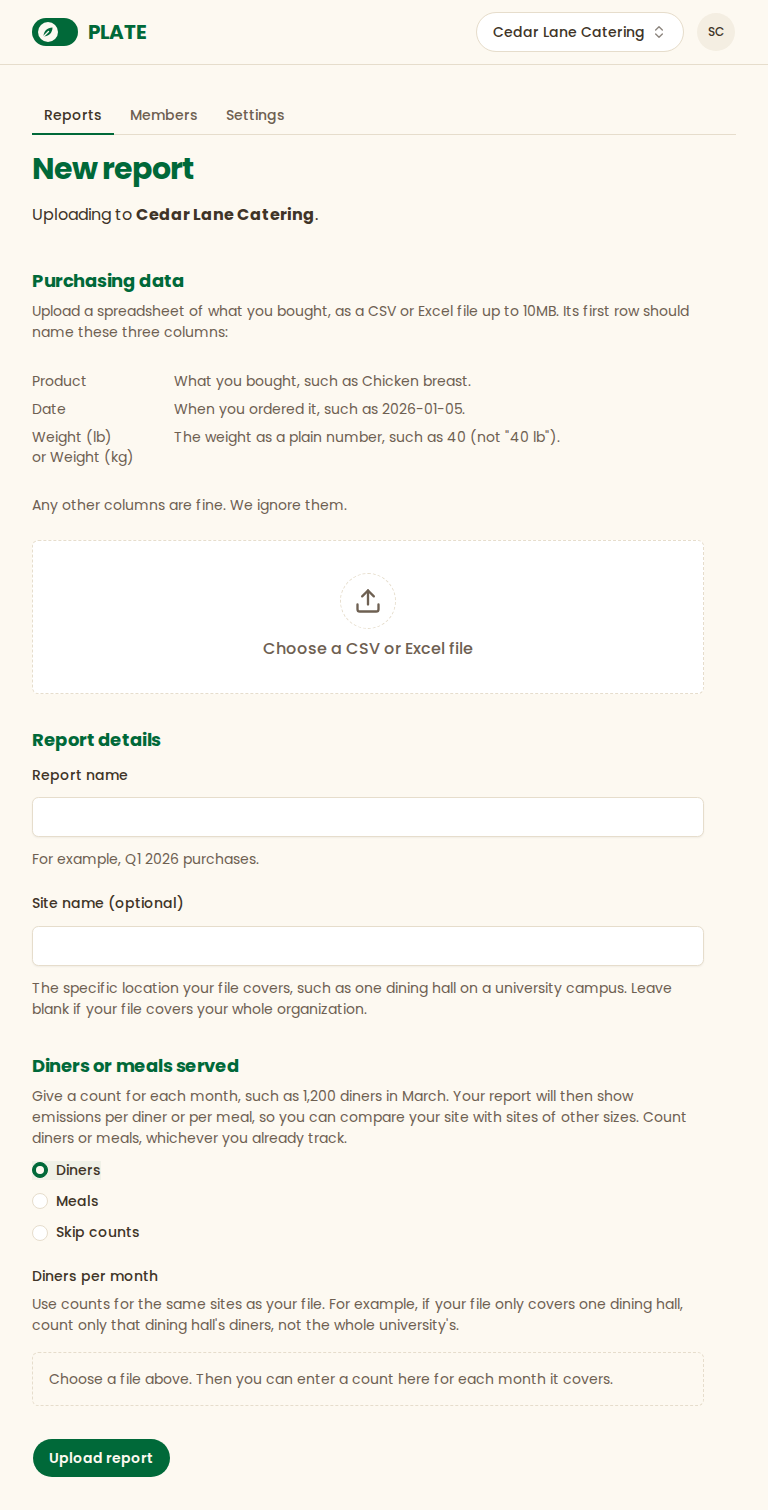 PLATE
Cedar Lane Catering
SC
Reports
Members
Settings
New report
Uploading to Cedar Lane Catering.
Purchasing data
Upload a spreadsheet of what you bought, as a CSV or Excel file up to 10MB. Its first row should
name these three columns:
Product
What you bought, such as Chicken breast.
Date
When you ordered it, such as 2026-01-05.
Weight (lb)
or Weight (kg)
The weight as a plain number, such as 40 (not "40 lb").
Any other columns are fine. We ignore them.
Choose a CSV or Excel file
Report details
Report name
For example, Q1 2026 purchases.
Site name (optional)
The specific location your file covers, such as one dining hall on a university campus. Leave
blank if your file covers your whole organization.
Diners or meals served
Give a count for each month, such as 1,200 diners in March. Your report will then show
emissions per diner or per meal, so you can compare your site with sites of other sizes. Count
diners or meals, whichever you already track.
Diners
Meals
Skip counts
Diners per month
Use counts for the same sites as your file. For example, if your file only covers one dining hall,
count only that dining hall's diners, not the whole university's.
Choose a file above. Then you can enter a count here for each month it covers.
Upload report